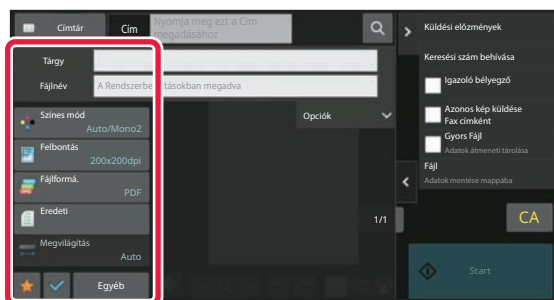 Címtár
Cím
Nyomja meg ezt a Cím
megadásához
Tárgy
Fájlnév
A Rendszerbeállításokban megadva
Színes mód
Auto/Mono2
Felbontás
200x200dpi
Fájlformá.
PDF
Eredeti
Megvilágítás
Auto
Egyéb
Opciók
1/1
Küldési előzmények
Keresési szám behívása
Igazoló bélyegző
Azonos kép küldése
Fax címként
Gyors Fájl
Adatok átmeneti tárolása
Fájl
Adatok mentése mappába
CA
Start